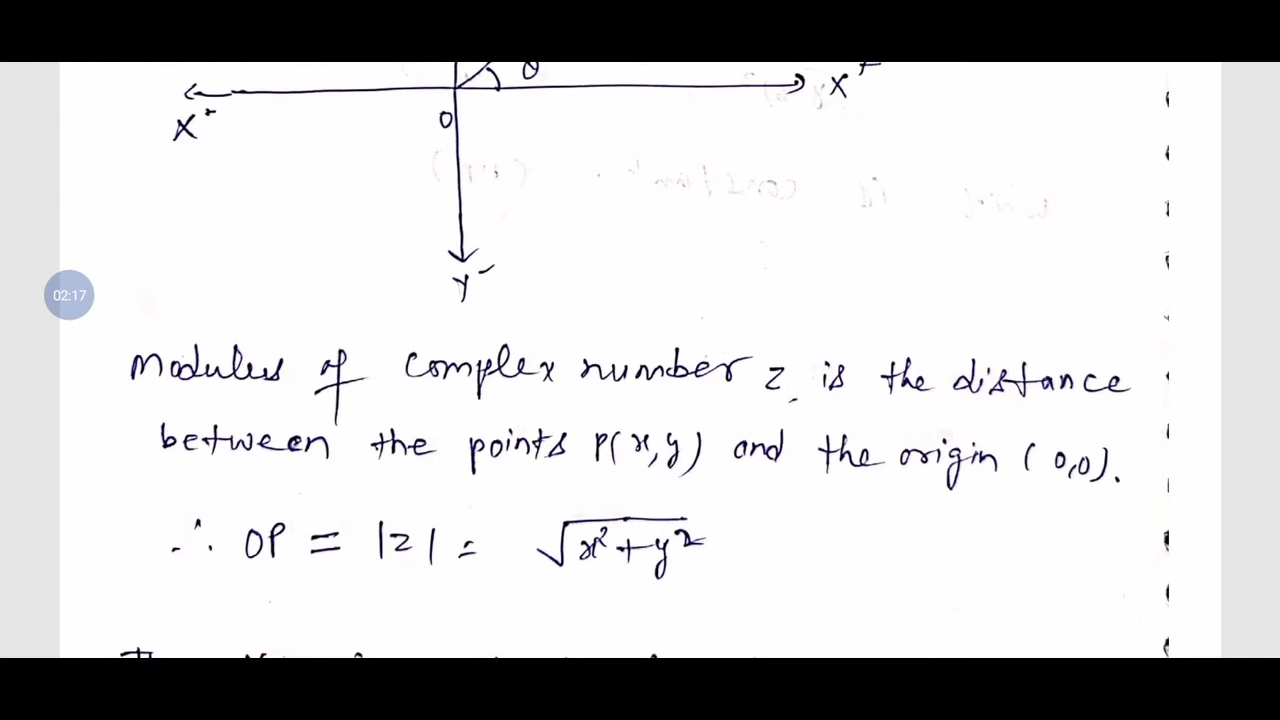 θ
X⁺
X⁺
0
y⁻
02:17
Modulus of complex number z is the distance
between the points P(x,y) and the origin (0,0).
∴ OP = |z| = √x²+y²